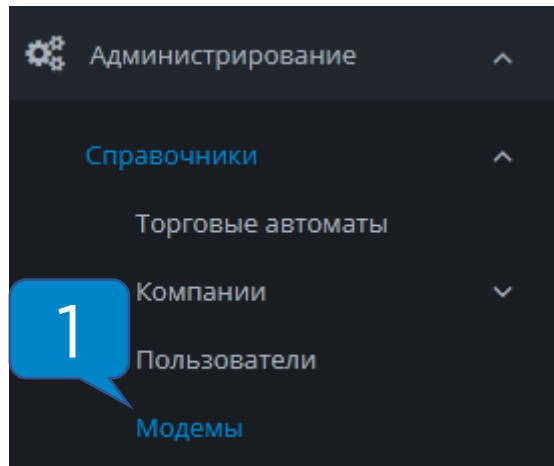 Администрирование
Справочники
Торговые автоматы
Компании
1
Пользователи
Модемы